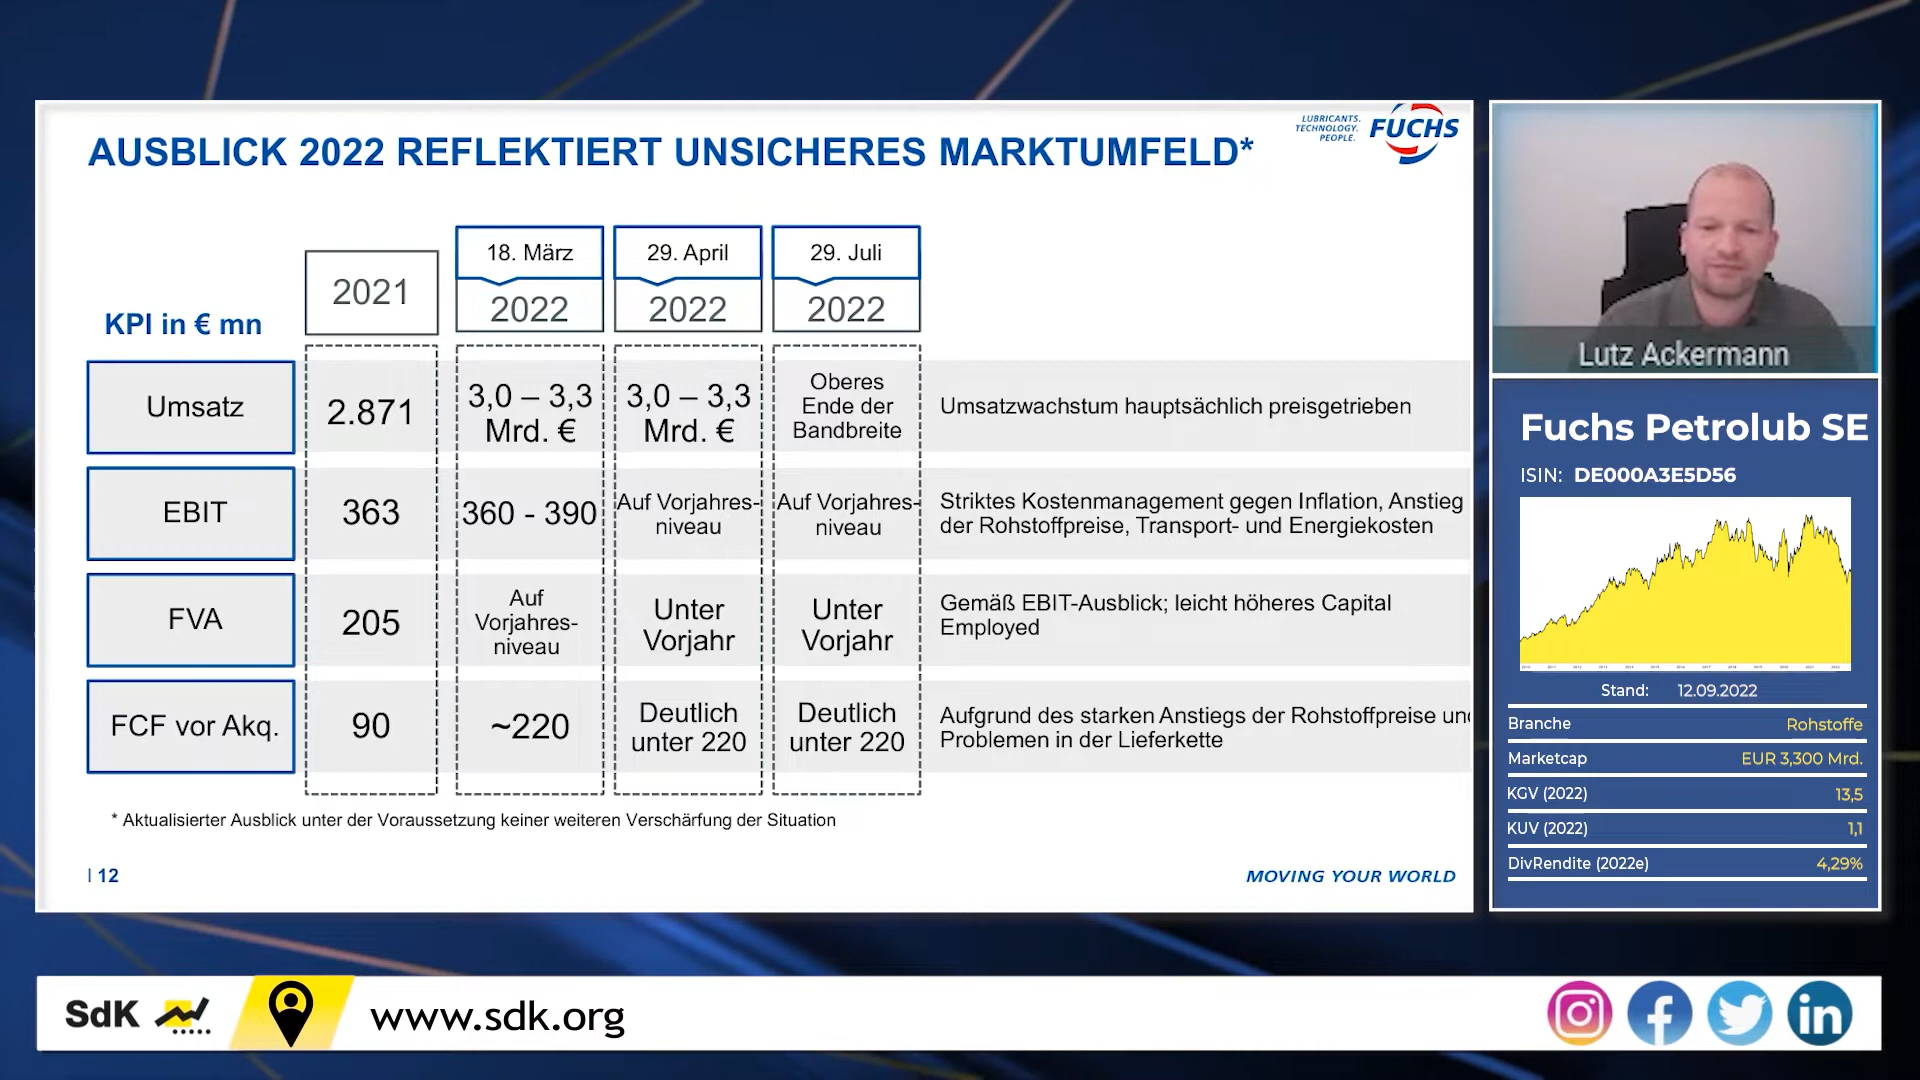 AUSBLICK 2022 REFLEKTIERT UNSICHERES MARKTUMFELD*
LUBRICANTS.
TECHNOLOGY.
PEOPLE.
FUCHS
KPI in € mn
2021
18. März
2022
29. April
2022
29. Juli
2022
Umsatz
2.871
3,0 – 3,3
Mrd. €
3,0 – 3,3
Mrd. €
Oberes
Ende der
Bandbreite
Umsatzwachstum hauptsächlich preisgetrieben
EBIT
363
360 - 390
Auf Vorjahres-
niveau
Auf Vorjahres-
niveau
Striktes Kostenmanagement gegen Inflation, Anstieg
der Rohstoffpreise, Transport- und Energiekosten
FVA
205
Auf
Vorjahres-
niveau
Unter
Vorjahr
Unter
Vorjahr
Gemäß EBIT-Ausblick; leicht höheres Capital
Employed
FCF vor Akq.
90
~220
Deutlich
unter 220
Deutlich
unter 220
Aufgrund des starken Anstiegs der Rohstoffpreise und
Problemen in der Lieferkette
* Aktualisierter Ausblick unter der Voraussetzung keiner weiteren Verschärfung der Situation
| 12
MOVING YOUR WORLD
Lutz Ackermann
Fuchs Petrolub SE
ISIN: DE000A3E5D56
Stand: 12.09.2022
Branche Rohstoffe
Marketcap EUR 3,300 Mrd.
KGV (2022) 13,5
KUV (2022) 1,1
DivRendite (2022e) 4,29%
SdK
www.sdk.org